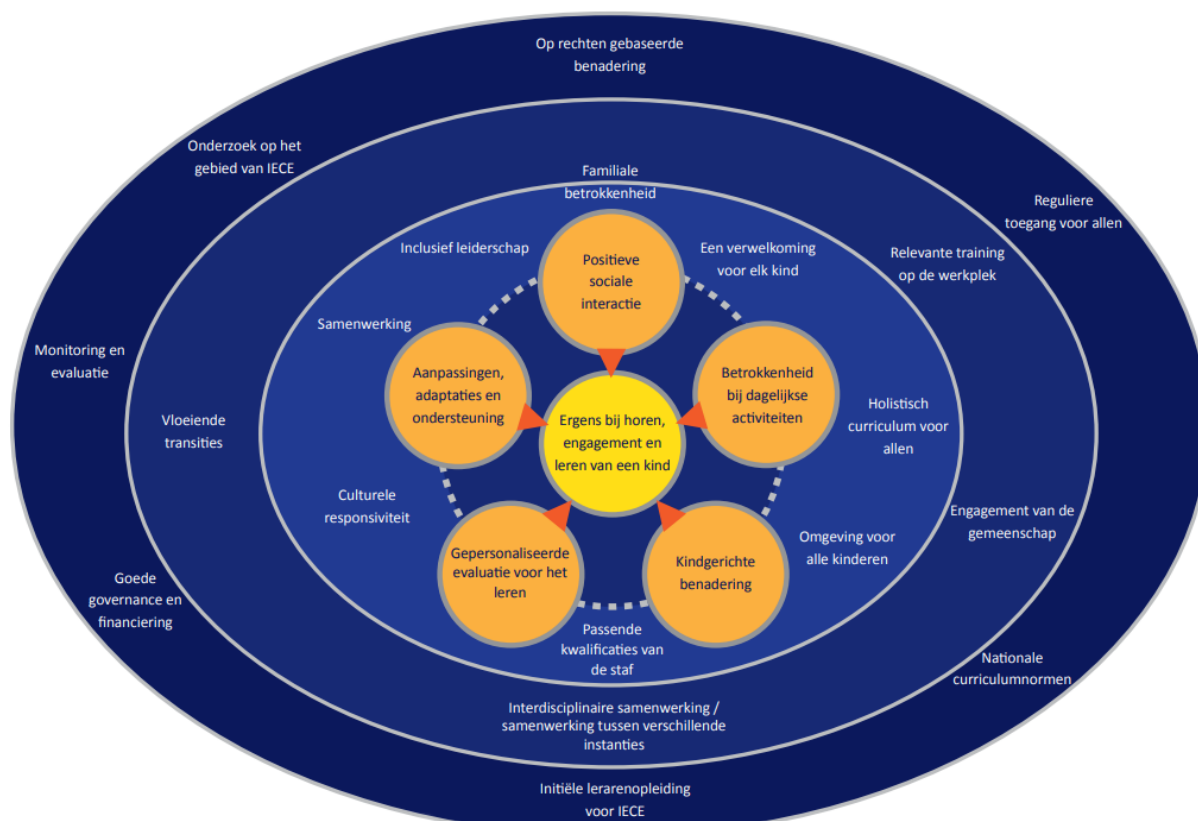 Op rechten gebaseerde
benadering
Onderzoek op het
gebied van IECE
Reguliere
toegang voor allen
Monitoring en
evaluatie
Goede
governance en
financiering
Nationale
curriculumnormen
Initiële lerarenopleiding
voor IECE
Familiale
betrokkenheid
Relevante training
op de werkplek
Vloeiende
transities
Engagement van de
gemeenschap
Interdisciplinaire samenwerking /
samenwerking tussen verschillende
instanties
Inclusief leiderschap
Een verwelkoming
voor elk kind
Samenwerking
Holistisch
curriculum voor
allen
Culturele
responsiviteit
Omgeving voor
alle kinderen
Passende
kwalificaties van
de staf
Positieve
sociale
interactie
Aanpassingen,
adaptaties en
ondersteuning
Betrokkenheid
bij dagelijkse
activiteiten
Gepersonaliseerde
evaluatie voor het
leren
Kindgerichte
benadering
Ergens bij horen,
engagement en
leren van een kind